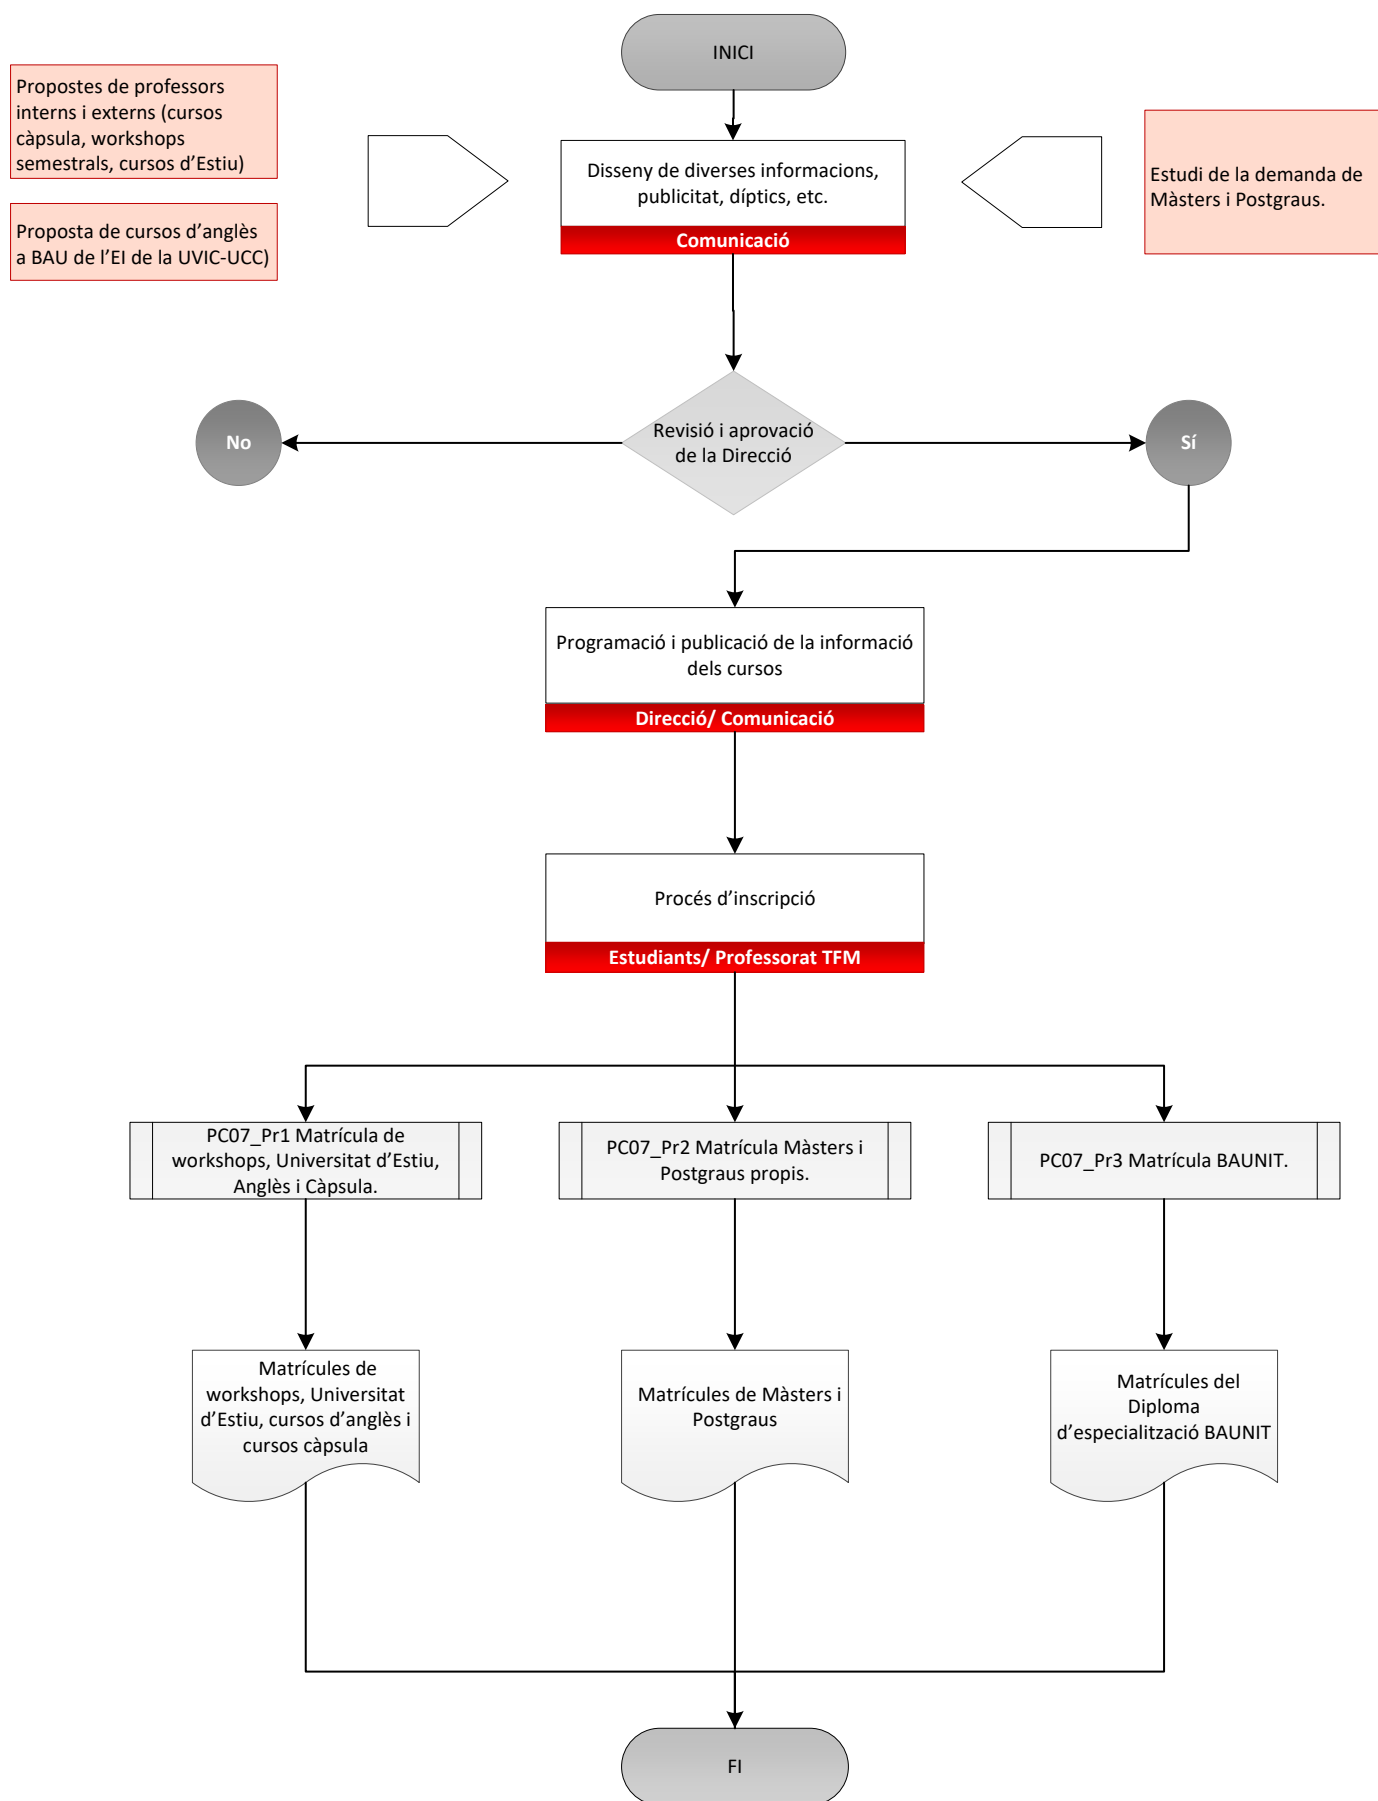 INICI
Propostes de professors
interns i externs (cursos
càpsula, workshops
semestrals, cursos d’Estiu)
Proposta de cursos d’anglès
a BAU de l’EI de la UVIC-UCC)
Disseny de diverses informacions,
publicitat, díptics, etc.
Comunicació
Estudi de la demanda de
Màsters i Postgraus.
No
Revisió i aprovació
de la Direcció
Sí
Programació i publicació de la informació
dels cursos
Direcció/ Comunicació
Procés d’inscripció
Estudiants/ Professorat TFM
PC07_Pr1 Matrícula de
workshops, Universitat d’Estiu,
Anglès i Càpsula.
PC07_Pr2 Matrícula Màsters i
Postgraus propis.
PC07_Pr3 Matrícula BAUNIT.
Matrícules de
workshops, Universitat
d’Estiu, cursos d’anglès i
cursos càpsula
Matrícules de Màsters i
Postgraus
Matrícules del
Diploma
d’especialització BAUNIT
FI